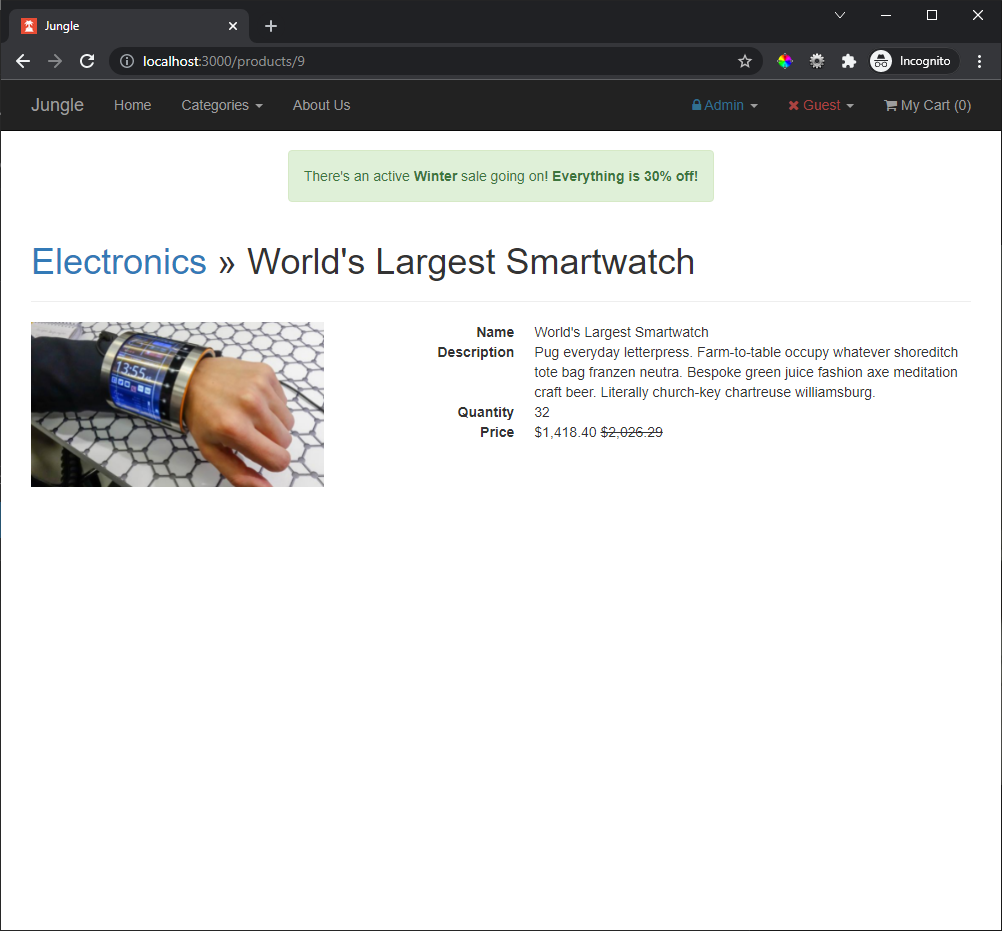 Jungle
localhost:3000/products/9
Incognito
Jungle Home Categories About Us Admin Guest My Cart (0)
There's an active Winter sale going on! Everything is 30% off!
Electronics » World's Largest Smartwatch
Name World's Largest Smartwatch
Description Pug everyday letterpress. Farm-to-table occupy whatever shoreditch
tote bag franzen neutra. Bespoke green juice fashion axe meditation
craft beer. Literally church-key chartreuse williamsburg.
Quantity 32
Price $1,418.40 $2,026.29
13:55